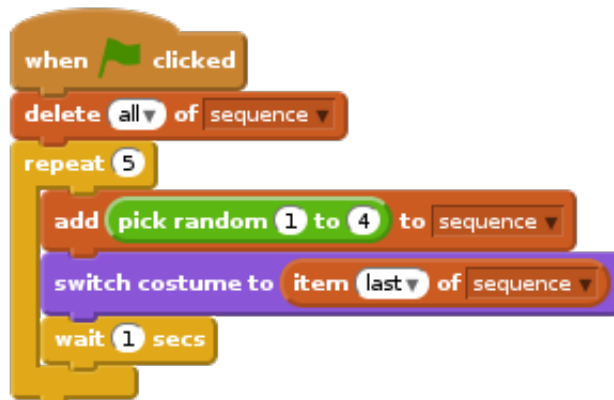 when clicked
delete all of sequence
repeat 5
add pick random 1 to 4 to sequence
switch costume to item last of sequence
wait 1 secs